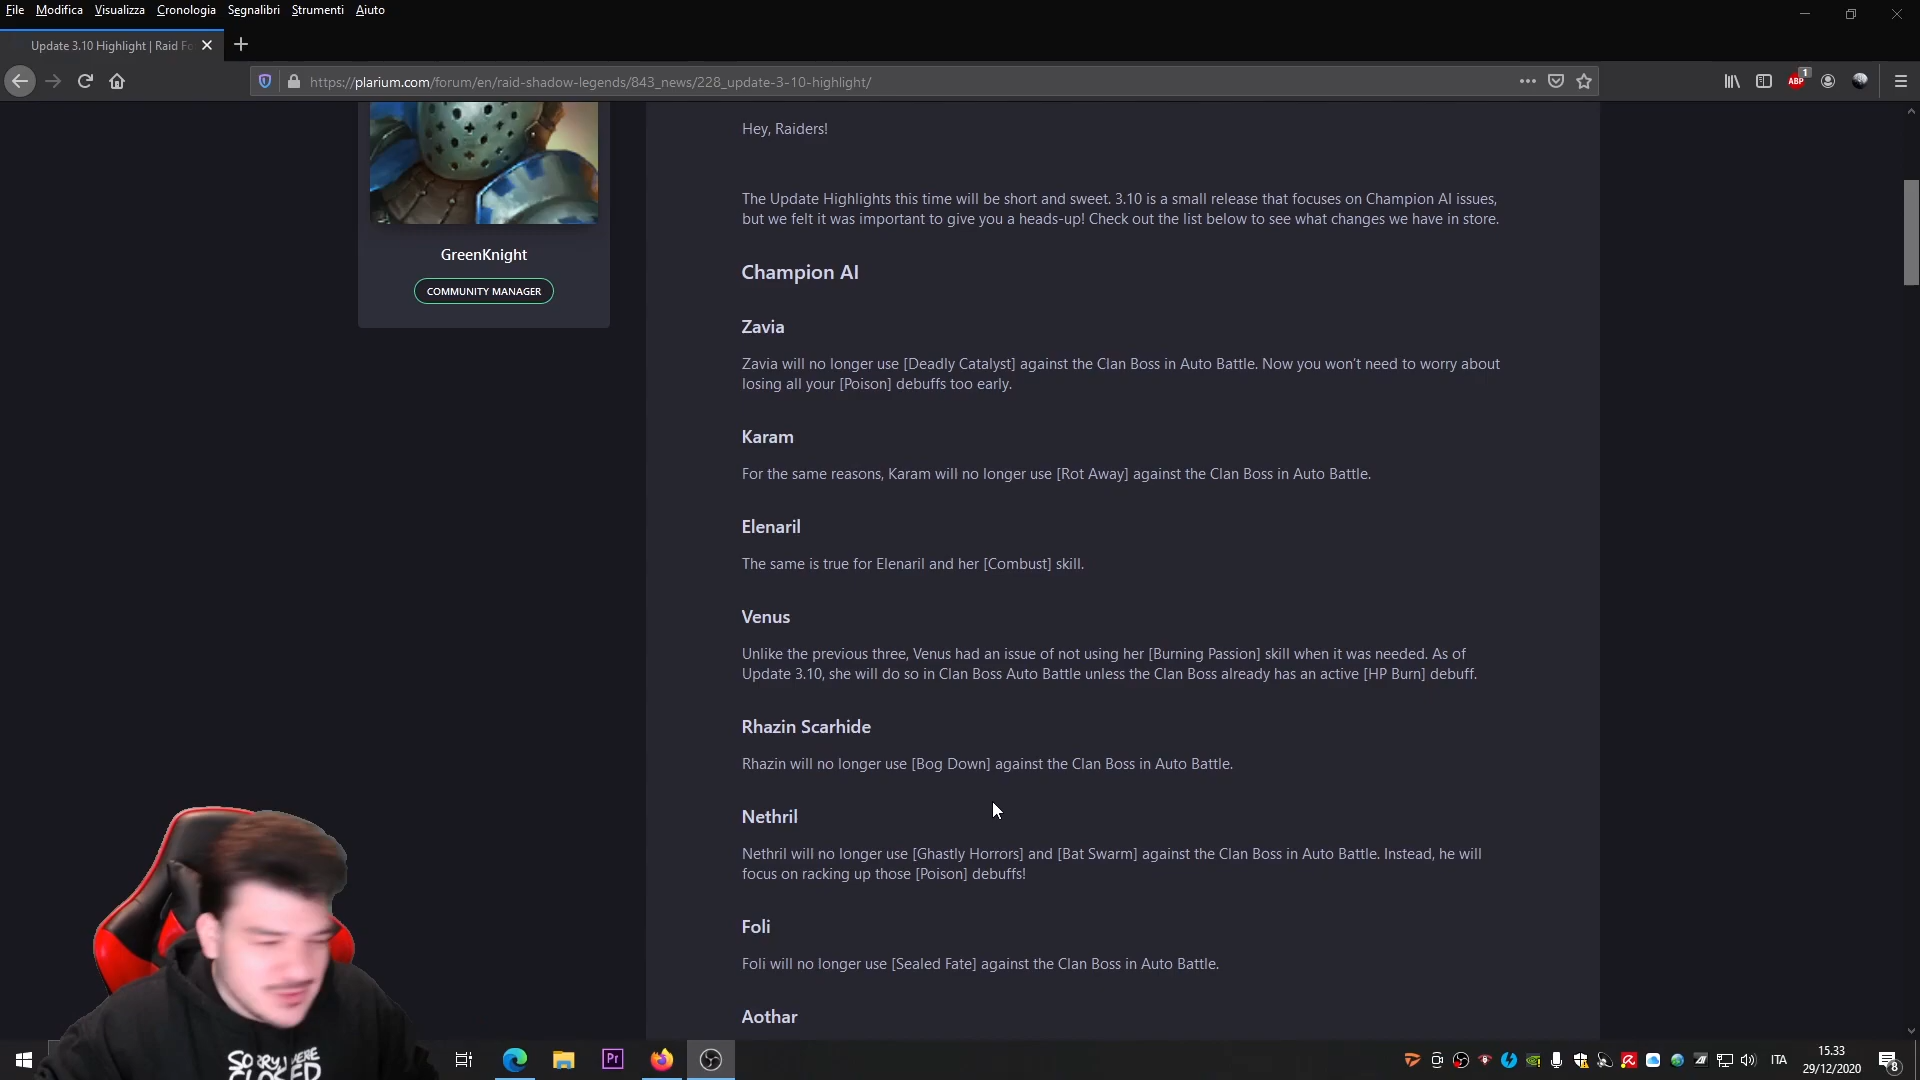 File Modifica Visualizza Cronologia Segnalibri Strumenti Aiuto
Update 3.10 Highlight | Raid Fo
https://plarium.com/forum/en/raid-shadow-legends/843_news/228_update-3-10-highlight/
ABP 1
Hey, Raiders!
The Update Highlights this time will be short and sweet. 3.10 is a small release that focuses on Champion AI issues,
but we felt it was important to give you a heads-up! Check out the list below to see what changes we have in store.
GreenKnight
COMMUNITY MANAGER
Champion AI
Zavia
Zavia will no longer use [Deadly Catalyst] against the Clan Boss in Auto Battle. Now you won't need to worry about
losing all your [Poison] debuffs too early.
Karam
For the same reasons, Karam will no longer use [Rot Away] against the Clan Boss in Auto Battle.
Elenaril
The same is true for Elenaril and her [Combust] skill.
Venus
Unlike the previous three, Venus had an issue of not using her [Burning Passion] skill when it was needed. As of
Update 3.10, she will do so in Clan Boss Auto Battle unless the Clan Boss already has an active [HP Burn] debuff.
Rhazin Scarhide
Rhazin will no longer use [Bog Down] against the Clan Boss in Auto Battle.
Nethril
Nethril will no longer use [Ghastly Horrors] and [Bat Swarm] against the Clan Boss in Auto Battle. Instead, he will
focus on racking up those [Poison] debuffs!
Foli
Foli will no longer use [Sealed Fate] against the Clan Boss in Auto Battle.
Aothar
SORRY WE'RE
CLOSED
Pr
ITA
15.33
29/12/2020
8